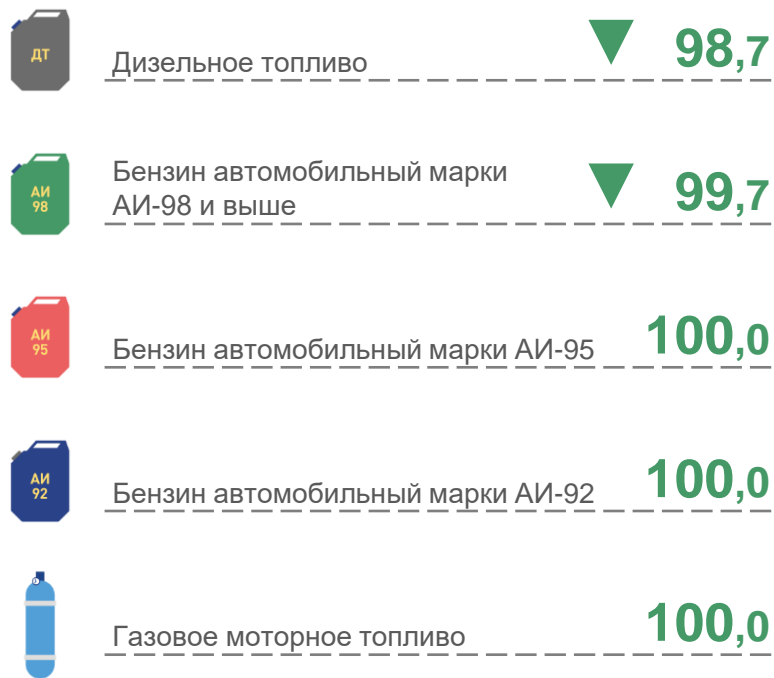 ДТ
Дизельное топливо 98,7
АИ
98
Бензин автомобильный марки
АИ-98 и выше 99,7
АИ
95
Бензин автомобильный марки АИ-95 100,0
АИ
92
Бензин автомобильный марки АИ-92 100,0
Газовое моторное топливо 100,0